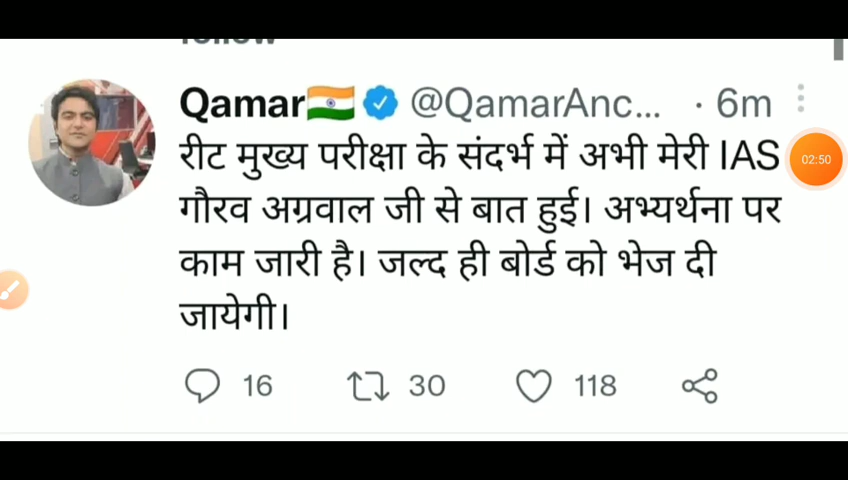 Qamar🇮🇳 @QamarAnc... · 6m
रीट मुख्य परीक्षा के संदर्भ में अभी मेरी IAS
02:50
गौरव अग्रवाल जी से बात हुई। अभ्यर्थना पर
काम जारी है। जल्द ही बोर्ड को भेज दी
जायेगी।
16 30 118